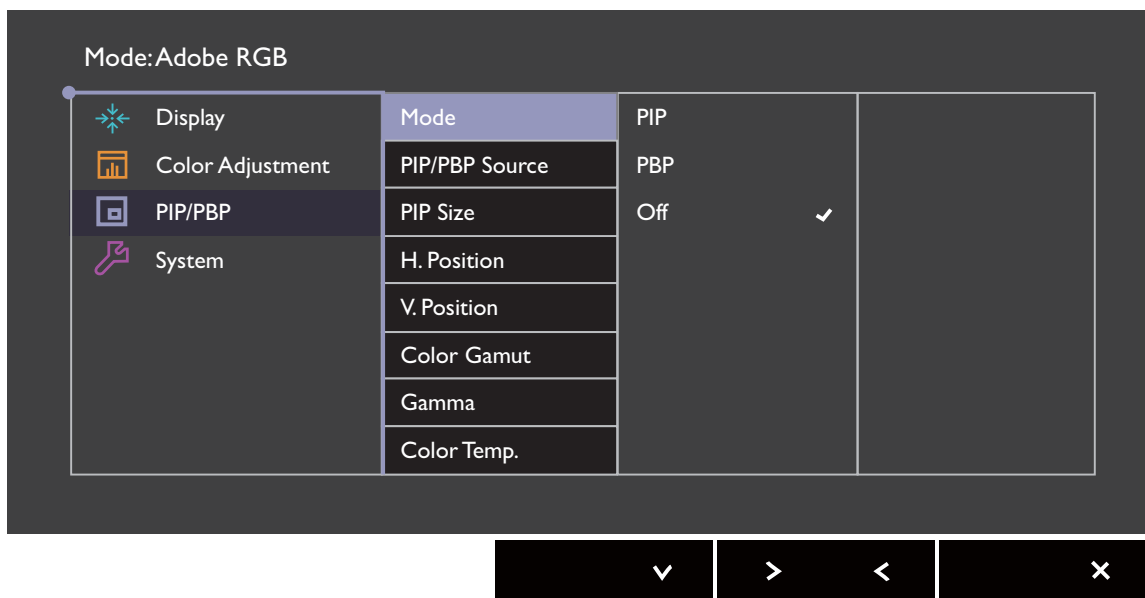 Mode: Adobe RGB
Display
Color Adjustment
PIP/PBP
System
Mode
PIP/PBP Source
PIP Size
H. Position
V. Position
Color Gamut
Gamma
Color Temp.
PIP
PBP
Off